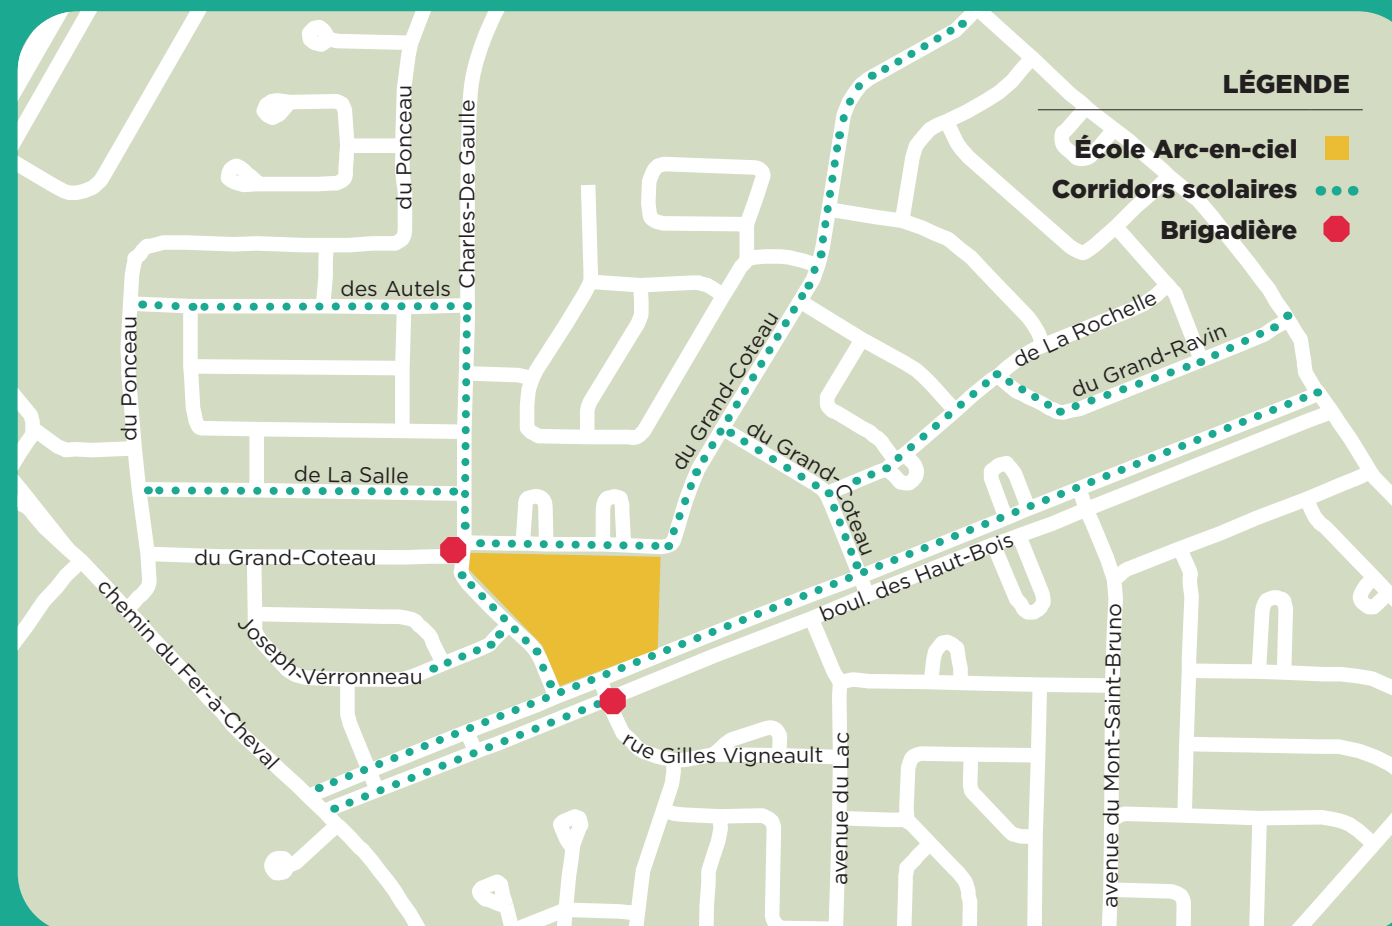 LÉGENDE
École Arc-en-ciel
Corridors scolaires
Brigadière
du Ponceau
Charles-De Gaulle
des Autels
du Ponceau
de La Salle
du Grand-Coteau
Joseph-Vérronneau
chemin du Fer-à-Cheval
du Grand-Coteau
du Grand-Coteau
de La Rochelle
du Grand-Ravin
boul. des Haut-Bois
rue Gilles Vigneault
avenue du Lac
avenue du Mont-Saint-Bruno